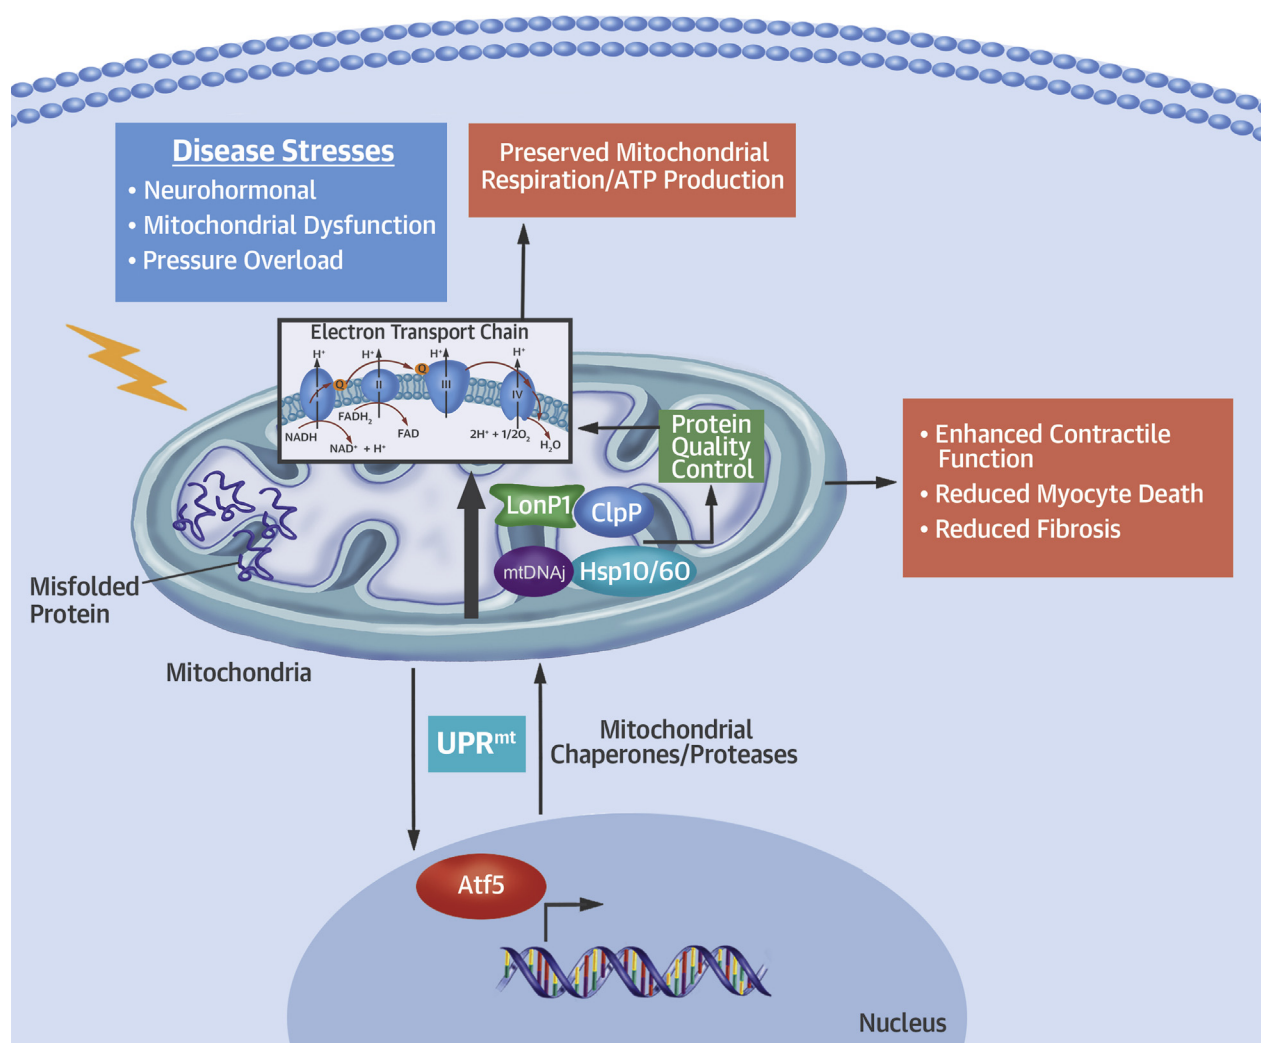 Disease Stresses
• Neurohormonal
• Mitochondrial Dysfunction
• Pressure Overload
Preserved Mitochondrial
Respiration/ATP Production
Electron Transport Chain
H⁺
H⁺
H⁺
H⁺
Q
Q
I
II
III
IV
NADH
NAD⁺ + H⁺
FADH₂
FAD
2H⁺ + 1/2O₂
H₂O
Protein
Quality
Control
LonP1
ClpP
mtDNAj
Hsp10/60
• Enhanced Contractile
Function
• Reduced Myocyte Death
• Reduced Fibrosis
Misfolded
Protein
Mitochondria
UPRᵐᵗ
Mitochondrial
Chaperones/Proteases
Atf5
Nucleus